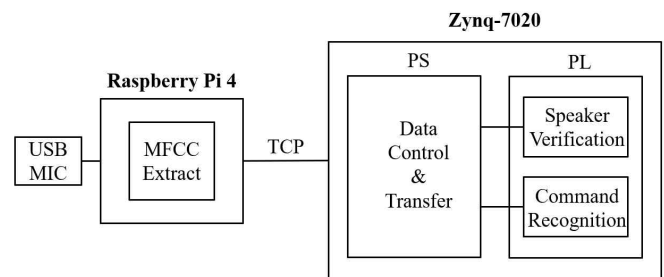 Zynq-7020
Raspberry Pi 4
PS
PL
USB
MIC
MFCC
Extract
TCP
Data
Control
&
Transfer
Speaker
Verification
Command
Recognition